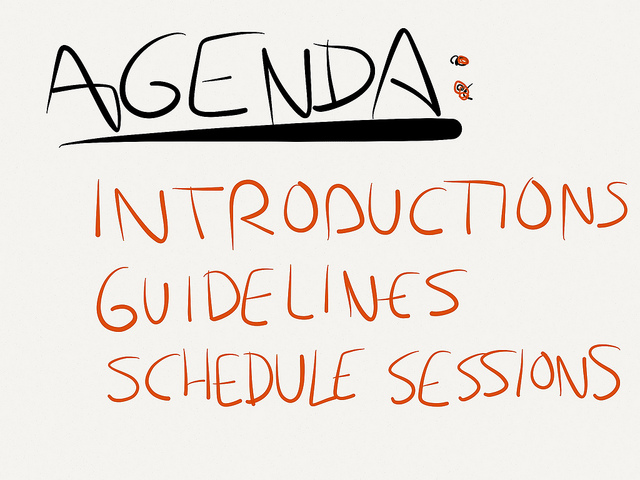 AGENDA:
INTRODUCTIONS
GUIDELINES
SCHEDULE SESSIONS